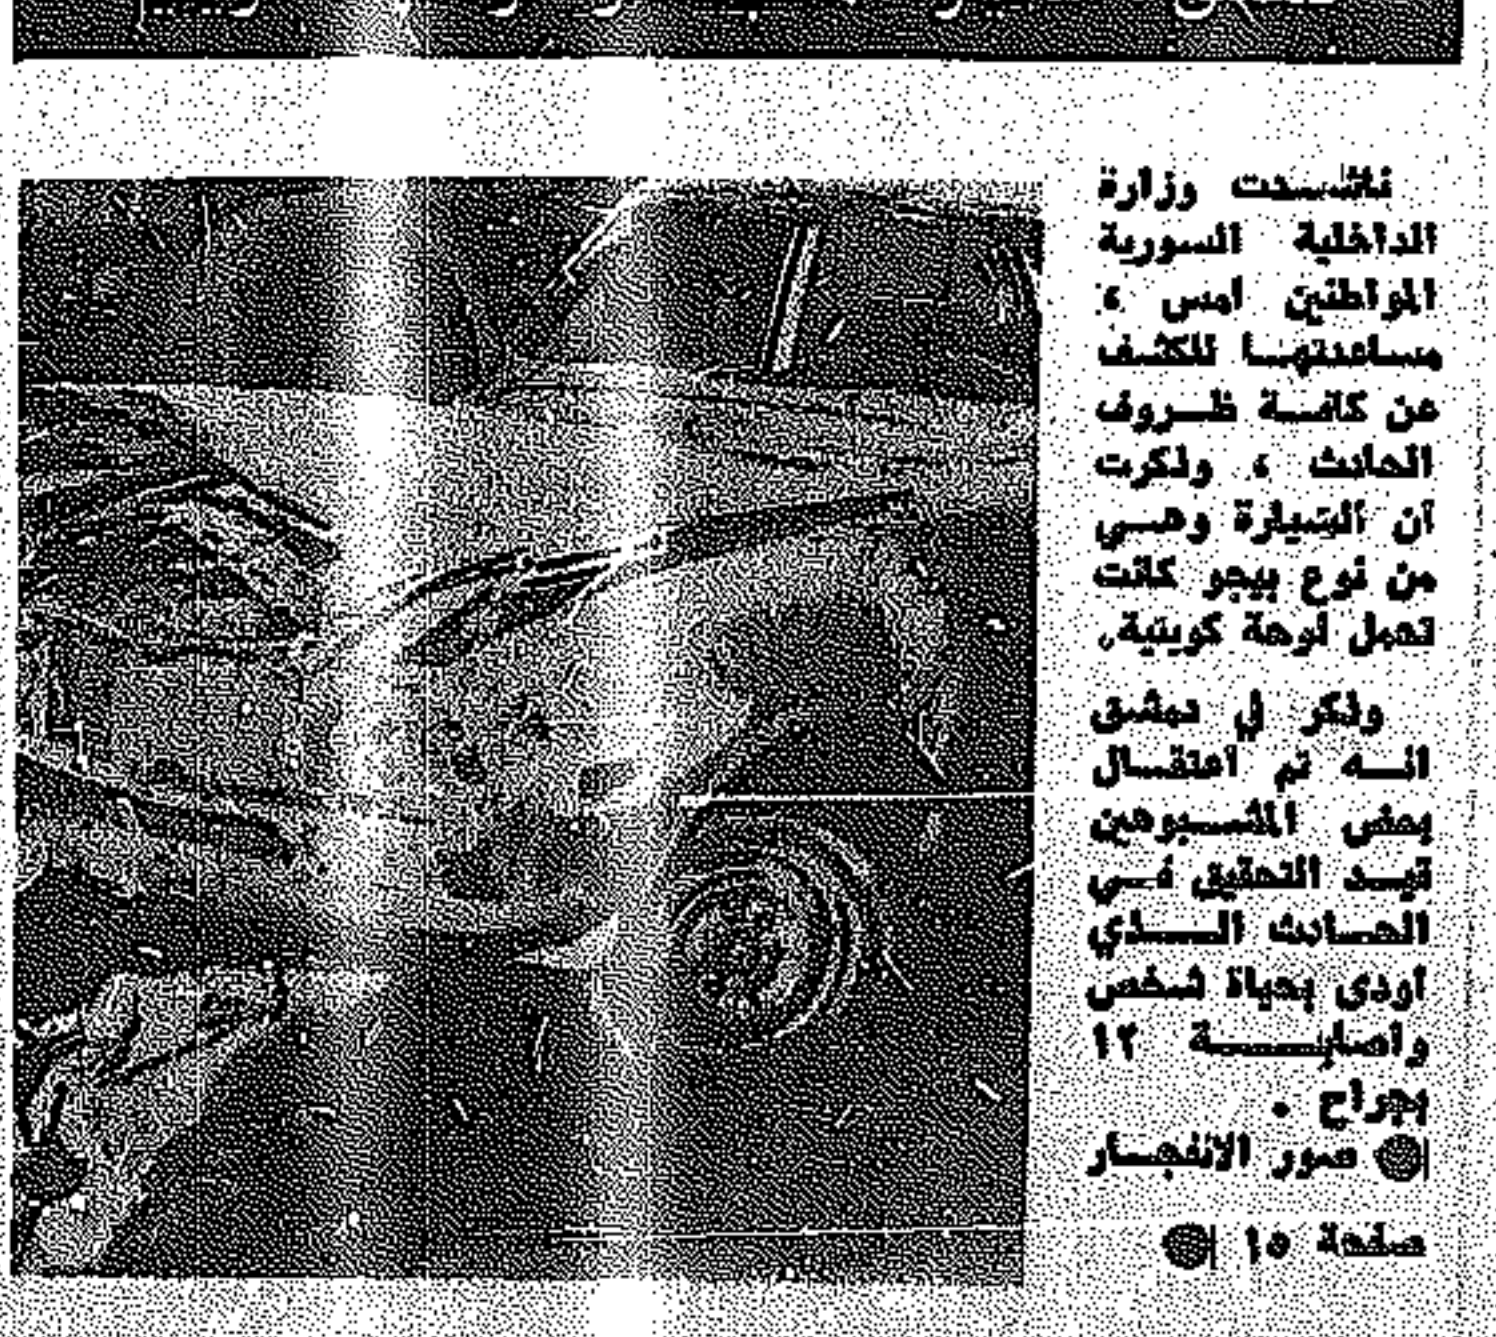 ناشدت وزارة
الداخلية السورية
المواطنين امس ،
مساعدتها للكشف
عن كافة ظروف
الحادث ، وذكرت
ان السيارة وهي
من نوع بيجو كانت
تحمل لوحة كويتية.
وذكر في دمشق
انه تم اعتقال
بعض المشبوهين
قيد التحقيق في
الحادث الذي
اودى بحياة شخص
واصابة ١٢
بجراح .
صور الانفجار
صفحة ١٥